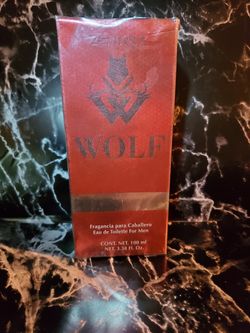 WOLF
Fragancia para Caballero
Eau de Toilette For Men
CONT. NET. 100 ml
NET. 3.38 Fl. Oz.